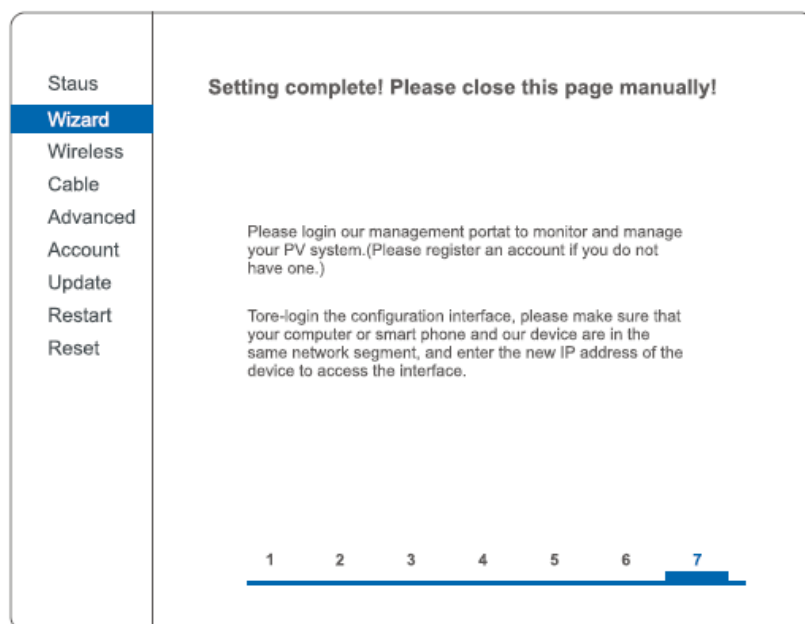 Staus
Wizard
Wireless
Cable
Advanced
Account
Update
Restart
Reset
Setting complete! Please close this page manually!
Please login our management portat to monitor and manage
your PV system.(Please register an account if you do not
have one.)
Tore-login the configuration interface, please make sure that
your computer or smart phone and our device are in the
same network segment, and enter the new IP address of the
device to access the interface.
1 2 3 4 5 6 7